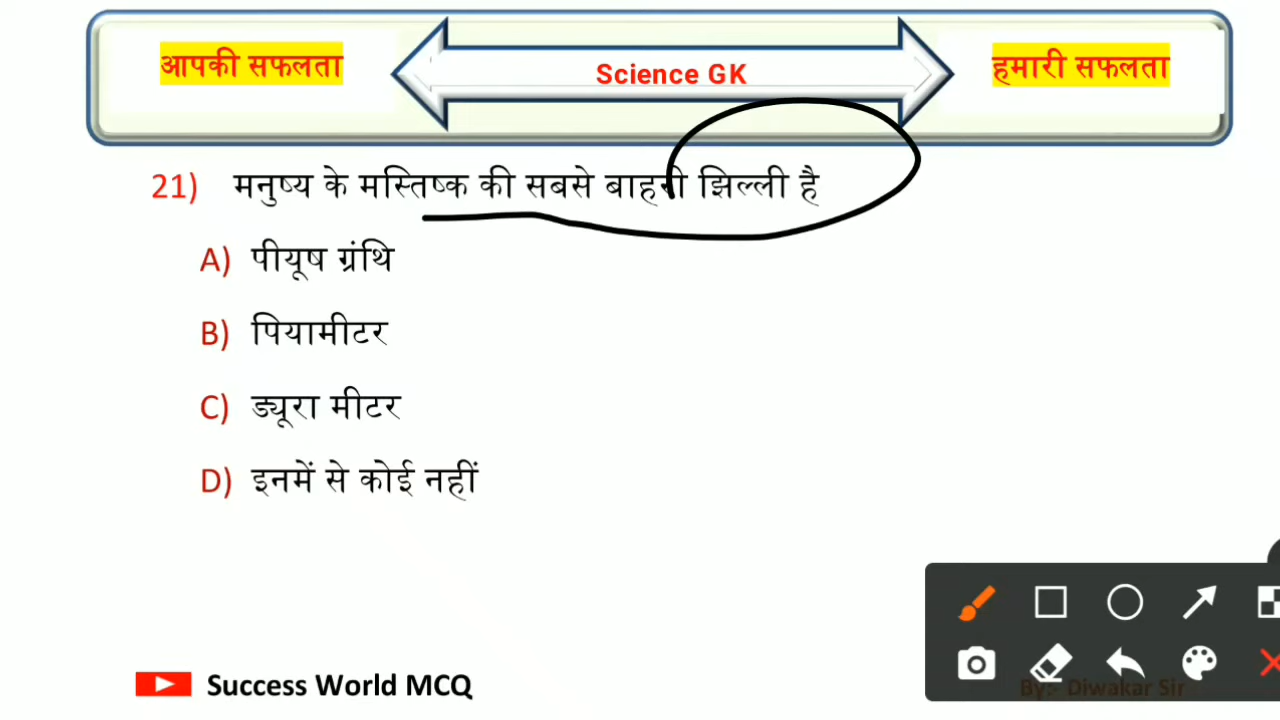 आपकी सफलता
Science GK
हमारी सफलता
21) मनुष्य के मस्तिष्क की सबसे बाहरी झिल्ली है
A) पीयूष ग्रंथि
B) पियामीटर
C) ड्यूरा मीटर
D) इनमें से कोई नहीं
Success World MCQ
By:- Diwakar Sir